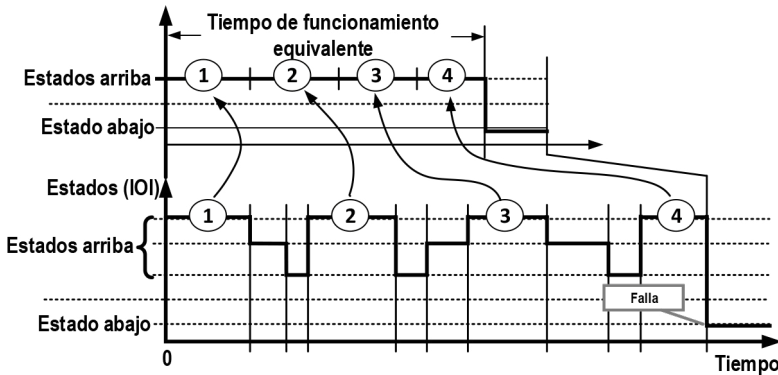 Tiempo de funcionamiento
equivalente
Estados arriba
1
2
3
4
Estado abajo
Estados (IOI)
1
2
3
4
Estados arriba
Falla
Estado abajo
0
Tiempo